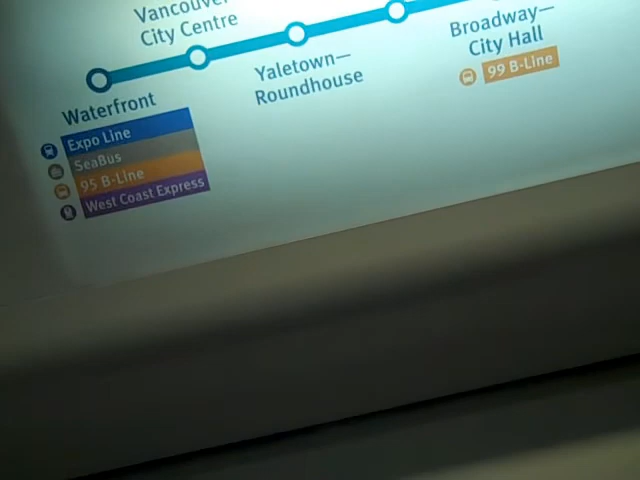 Vancouver
City Centre
Broadway—
City Hall
99 B-Line
Yaletown—
Roundhouse
Waterfront
Expo Line
SeaBus
95 B-Line
West Coast Express